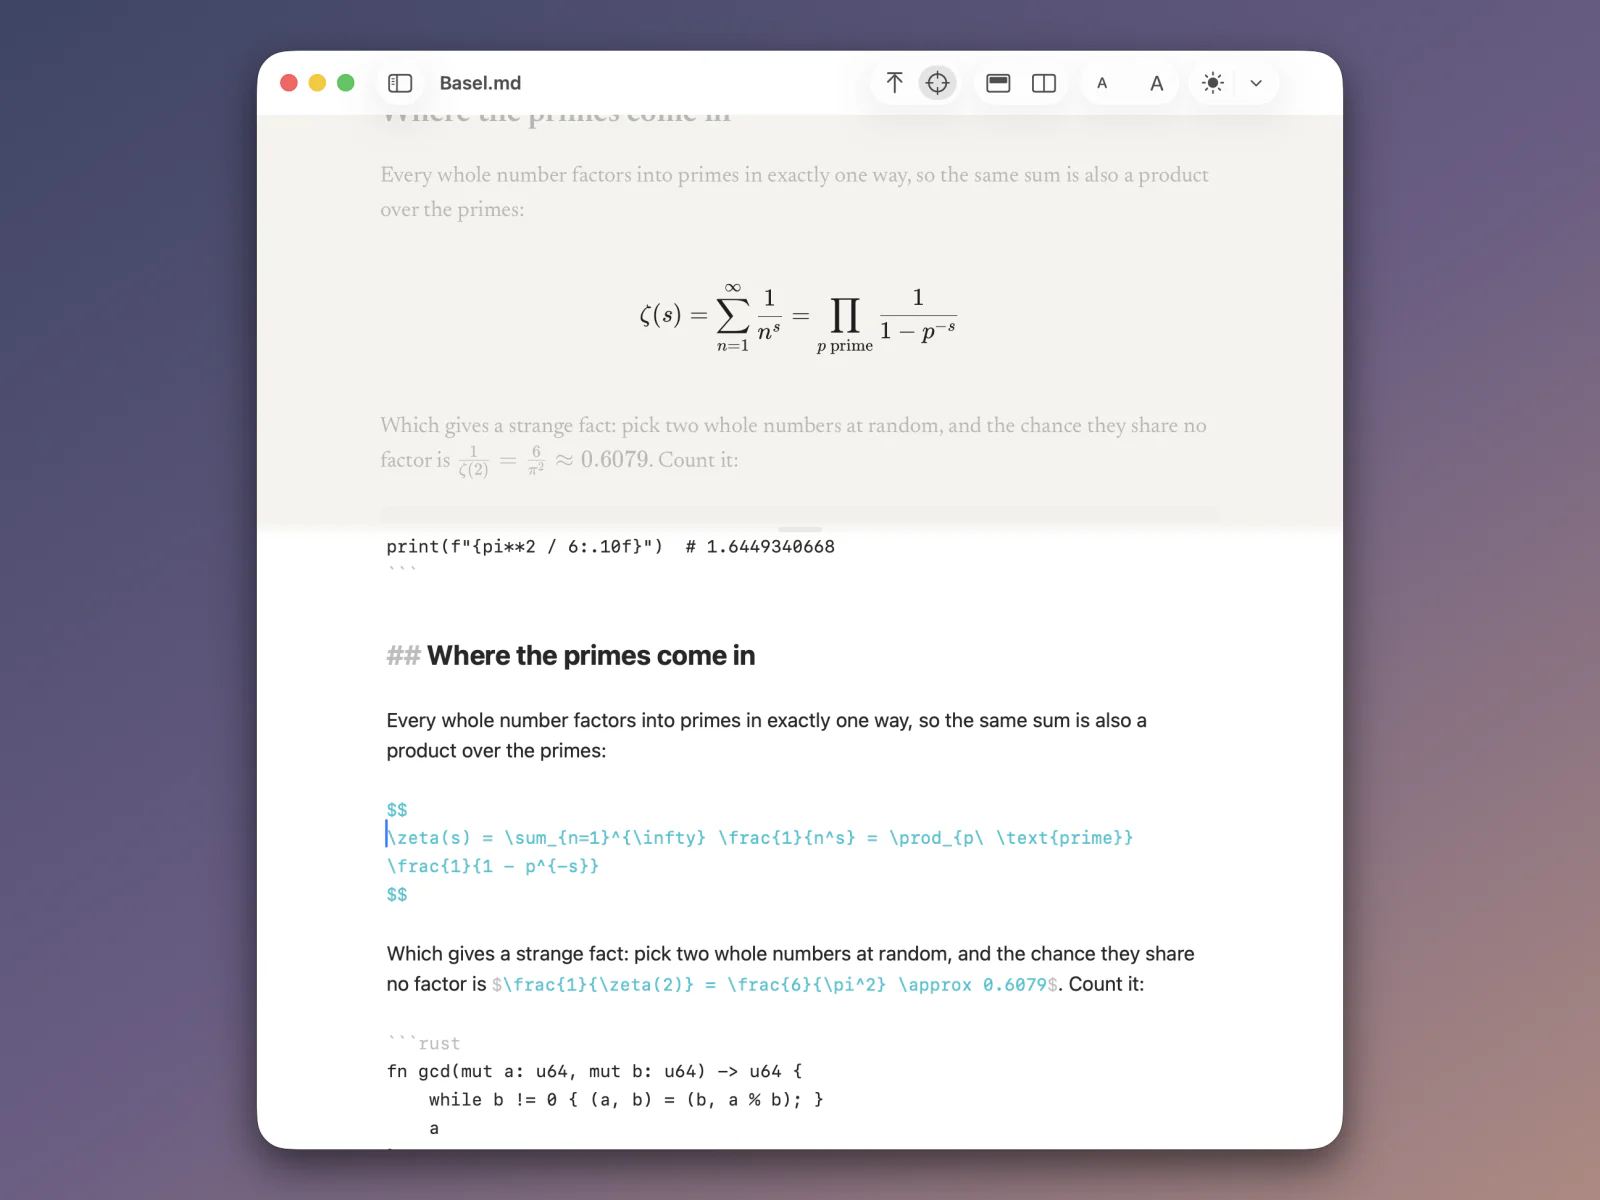 Basel.md
A A
Where the primes come in
Every whole number factors into primes in exactly one way, so the same sum is also a product
over the primes:
ζ(s) = ∑_{n=1}^{∞} 1/n^s = ∏_{p prime} 1/(1 − p^{−s})
Which gives a strange fact: pick two whole numbers at random, and the chance they share no
factor is 1/ζ(2) = 6/π² ≈ 0.6079. Count it:
print(f"{pi**2 / 6:.10f}")  # 1.6449340668
```
## Where the primes come in
Every whole number factors into primes in exactly one way, so the same sum is also a
product over the primes:
$$
\zeta(s) = \sum_{n=1}^{\infty} \frac{1}{n^s} = \prod_{p\ \text{prime}}
\frac{1}{1 - p^{-s}}
$$
Which gives a strange fact: pick two whole numbers at random, and the chance they share
no factor is $\frac{1}{\zeta(2)} = \frac{6}{\pi^2} \approx 0.6079$. Count it:
```rust
fn gcd(mut a: u64, mut b: u64) -> u64 {
    while b != 0 { (a, b) = (b, a % b); }
    a